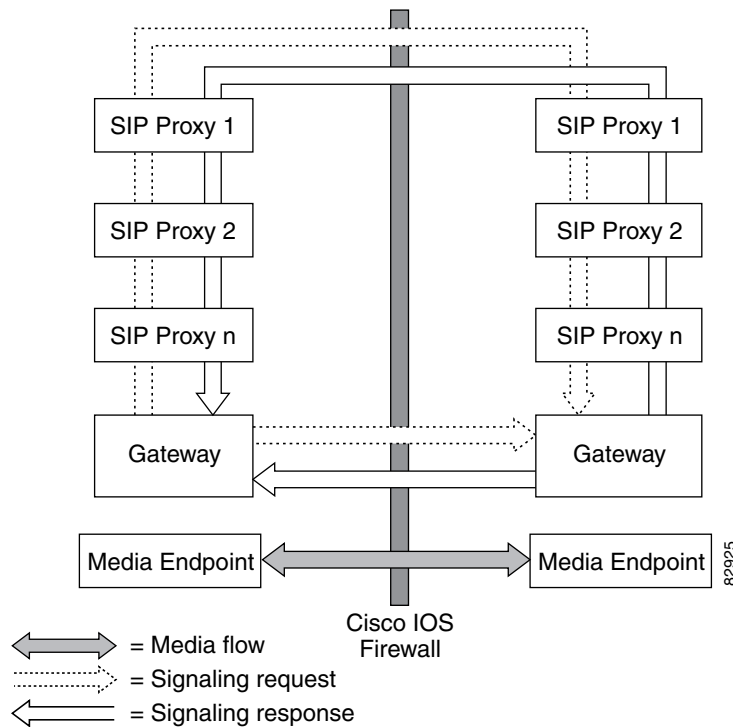 SIP Proxy 1
SIP Proxy 1
SIP Proxy 2
SIP Proxy 2
SIP Proxy n
SIP Proxy n
Gateway
Gateway
Media Endpoint
Media Endpoint
82925
Cisco IOS
Firewall
= Media flow
= Signaling request
= Signaling response